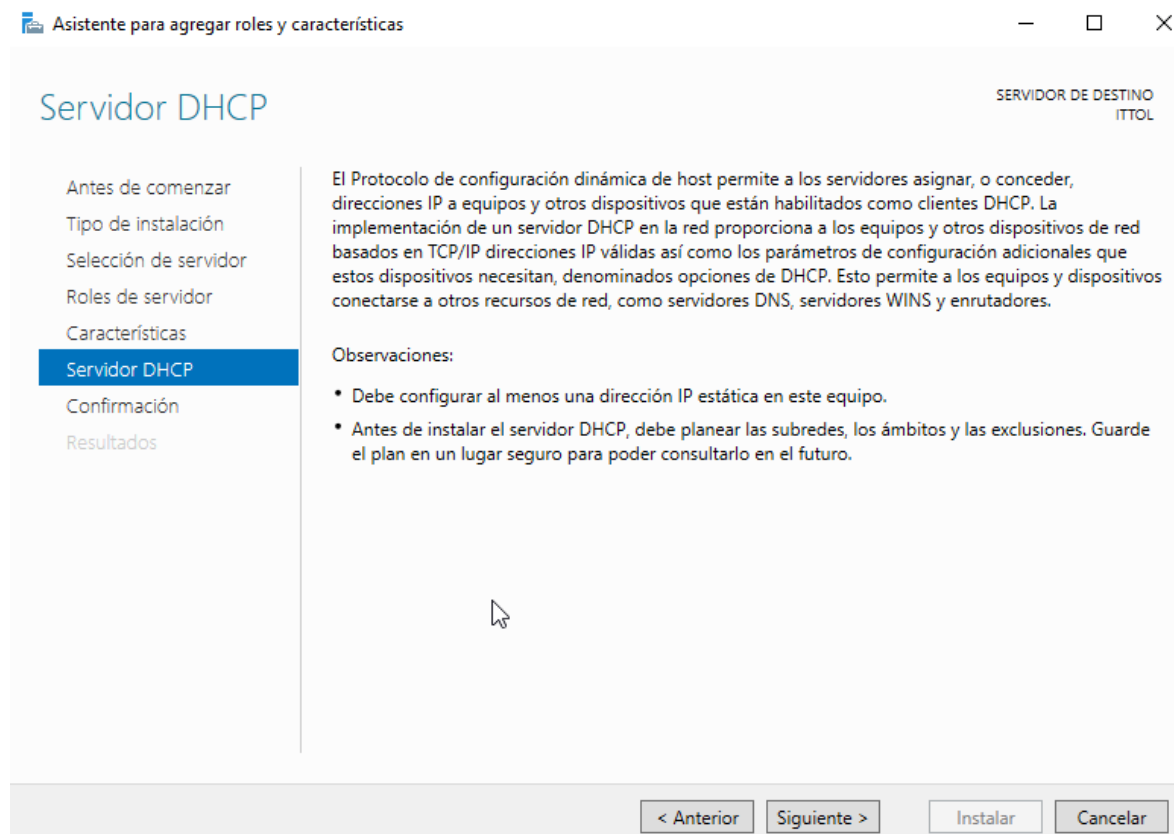 Asistente para agregar roles y características
Servidor DHCP
SERVIDOR DE DESTINO
ITTOL
Antes de comenzar
Tipo de instalación
Selección de servidor
Roles de servidor
Características
Servidor DHCP
Confirmación
Resultados
El Protocolo de configuración dinámica de host permite a los servidores asignar, o conceder,
direcciones IP a equipos y otros dispositivos que están habilitados como clientes DHCP. La
implementación de un servidor DHCP en la red proporciona a los equipos y otros dispositivos de red
basados en TCP/IP direcciones IP válidas así como los parámetros de configuración adicionales que
estos dispositivos necesitan, denominados opciones de DHCP. Esto permite a los equipos y dispositivos
conectarse a otros recursos de red, como servidores DNS, servidores WINS y enrutadores.
Observaciones:
• Debe configurar al menos una dirección IP estática en este equipo.
• Antes de instalar el servidor DHCP, debe planear las subredes, los ámbitos y las exclusiones. Guarde
el plan en un lugar seguro para poder consultarlo en el futuro.
< Anterior
Siguiente >
Instalar
Cancelar